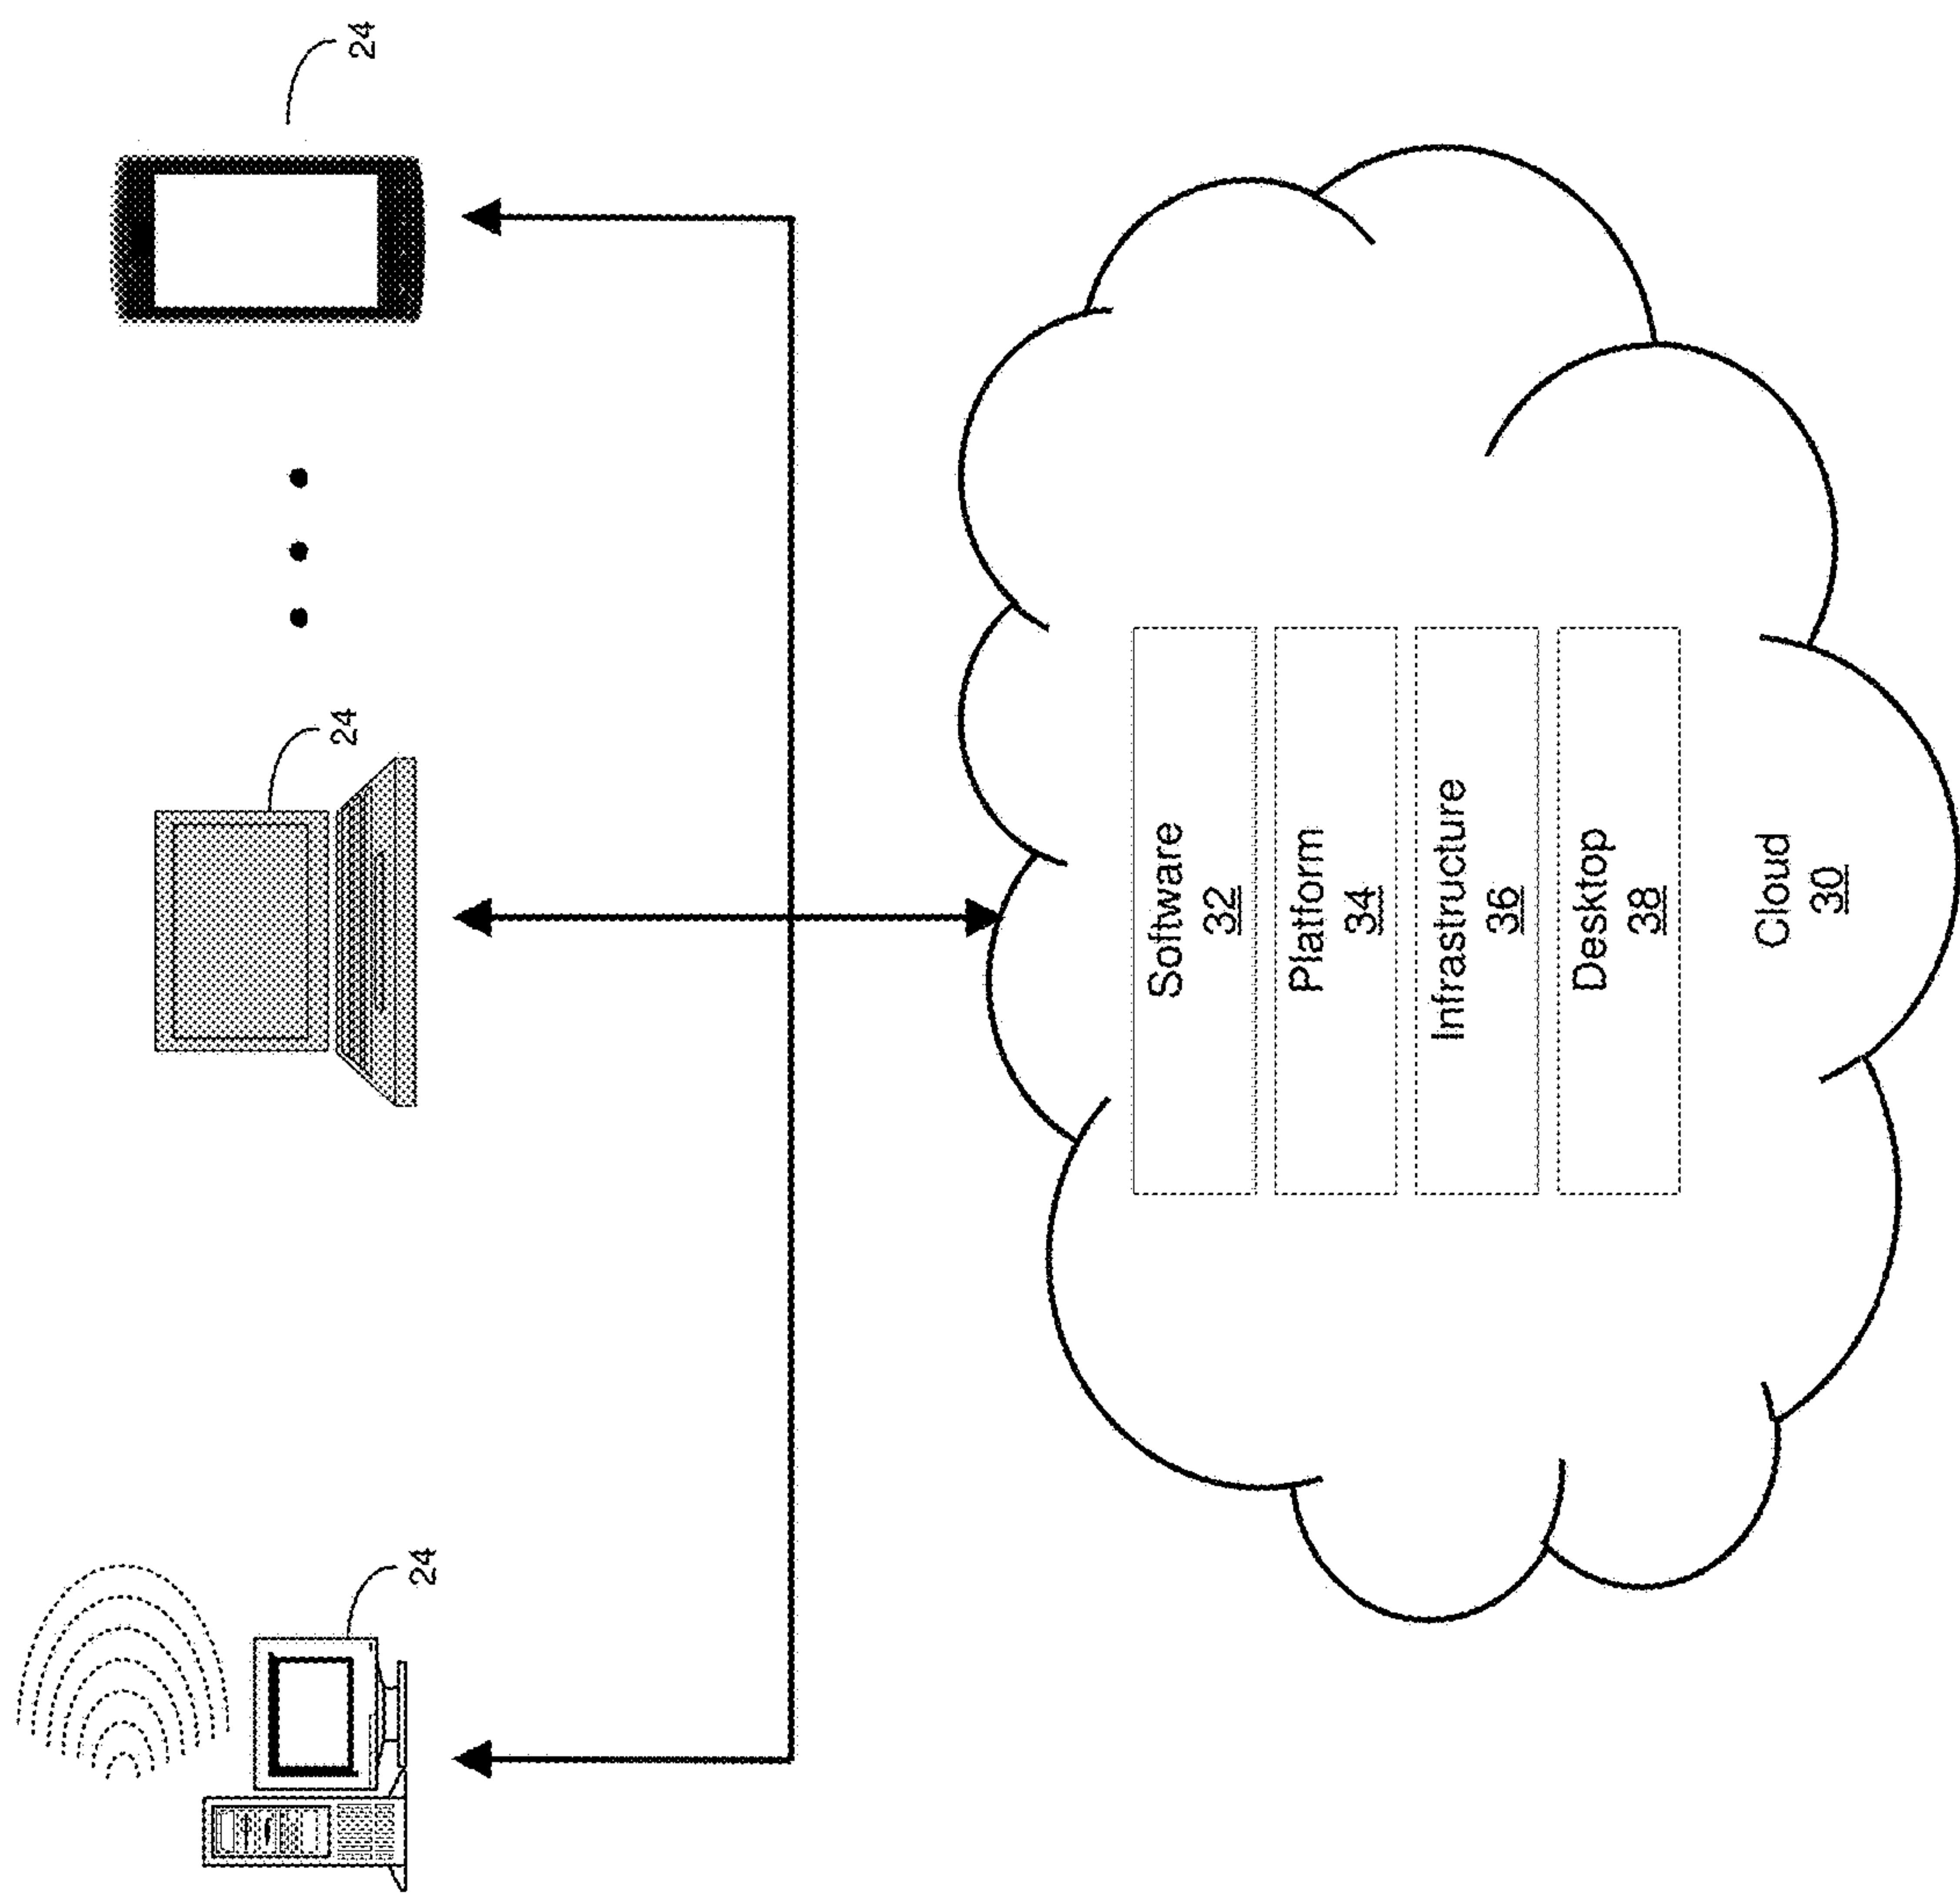 24
24
24
Software
32
Platform
34
Infrastructure
36
Desktop
38
Cloud
30